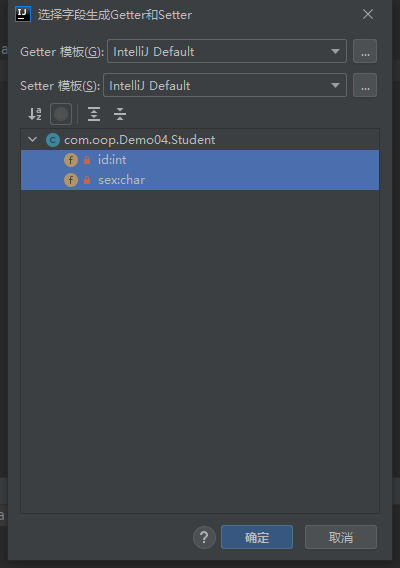 IJ 选择字段生成Getter和Setter
Getter 模板(G): IntelliJ Default ...
Setter 模板(S): IntelliJ Default ...
a z
C com.oop.Demo04.Student
f id:int
f sex:char
a
? 确定 取消